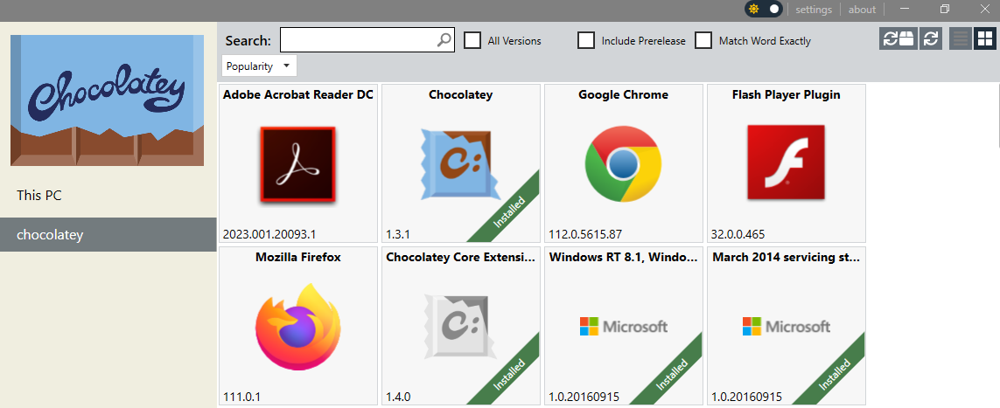 settings
about
Chocolatey
Search:
All Versions
Include Prerelease
Match Word Exactly
Popularity
This PC
chocolatey
Adobe Acrobat Reader DC
2023.001.20093.1
Chocolatey
C:
Installed
1.3.1
Google Chrome
112.0.5615.87
Flash Player Plugin
32.0.0.465
Mozilla Firefox
111.0.1
Chocolatey Core Extensi...
C:
Installed
1.4.0
Windows RT 8.1, Windo...
Microsoft
Installed
1.0.20160915
March 2014 servicing st...
Microsoft
Installed
1.0.20160915